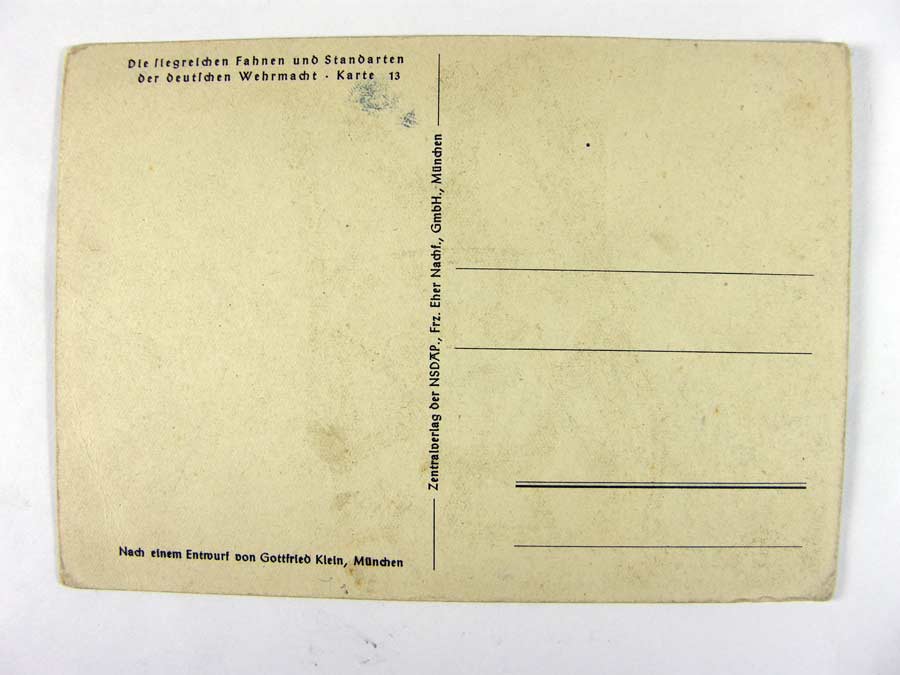 Die siegreichen Fahnen und Standarten
der deutschen Wehrmacht · Karte 13
Zentralverlag der NSDAP., Frz. Eher Nachf., GmbH., München
Nach einem Entwurf von Gottfried Klein, München